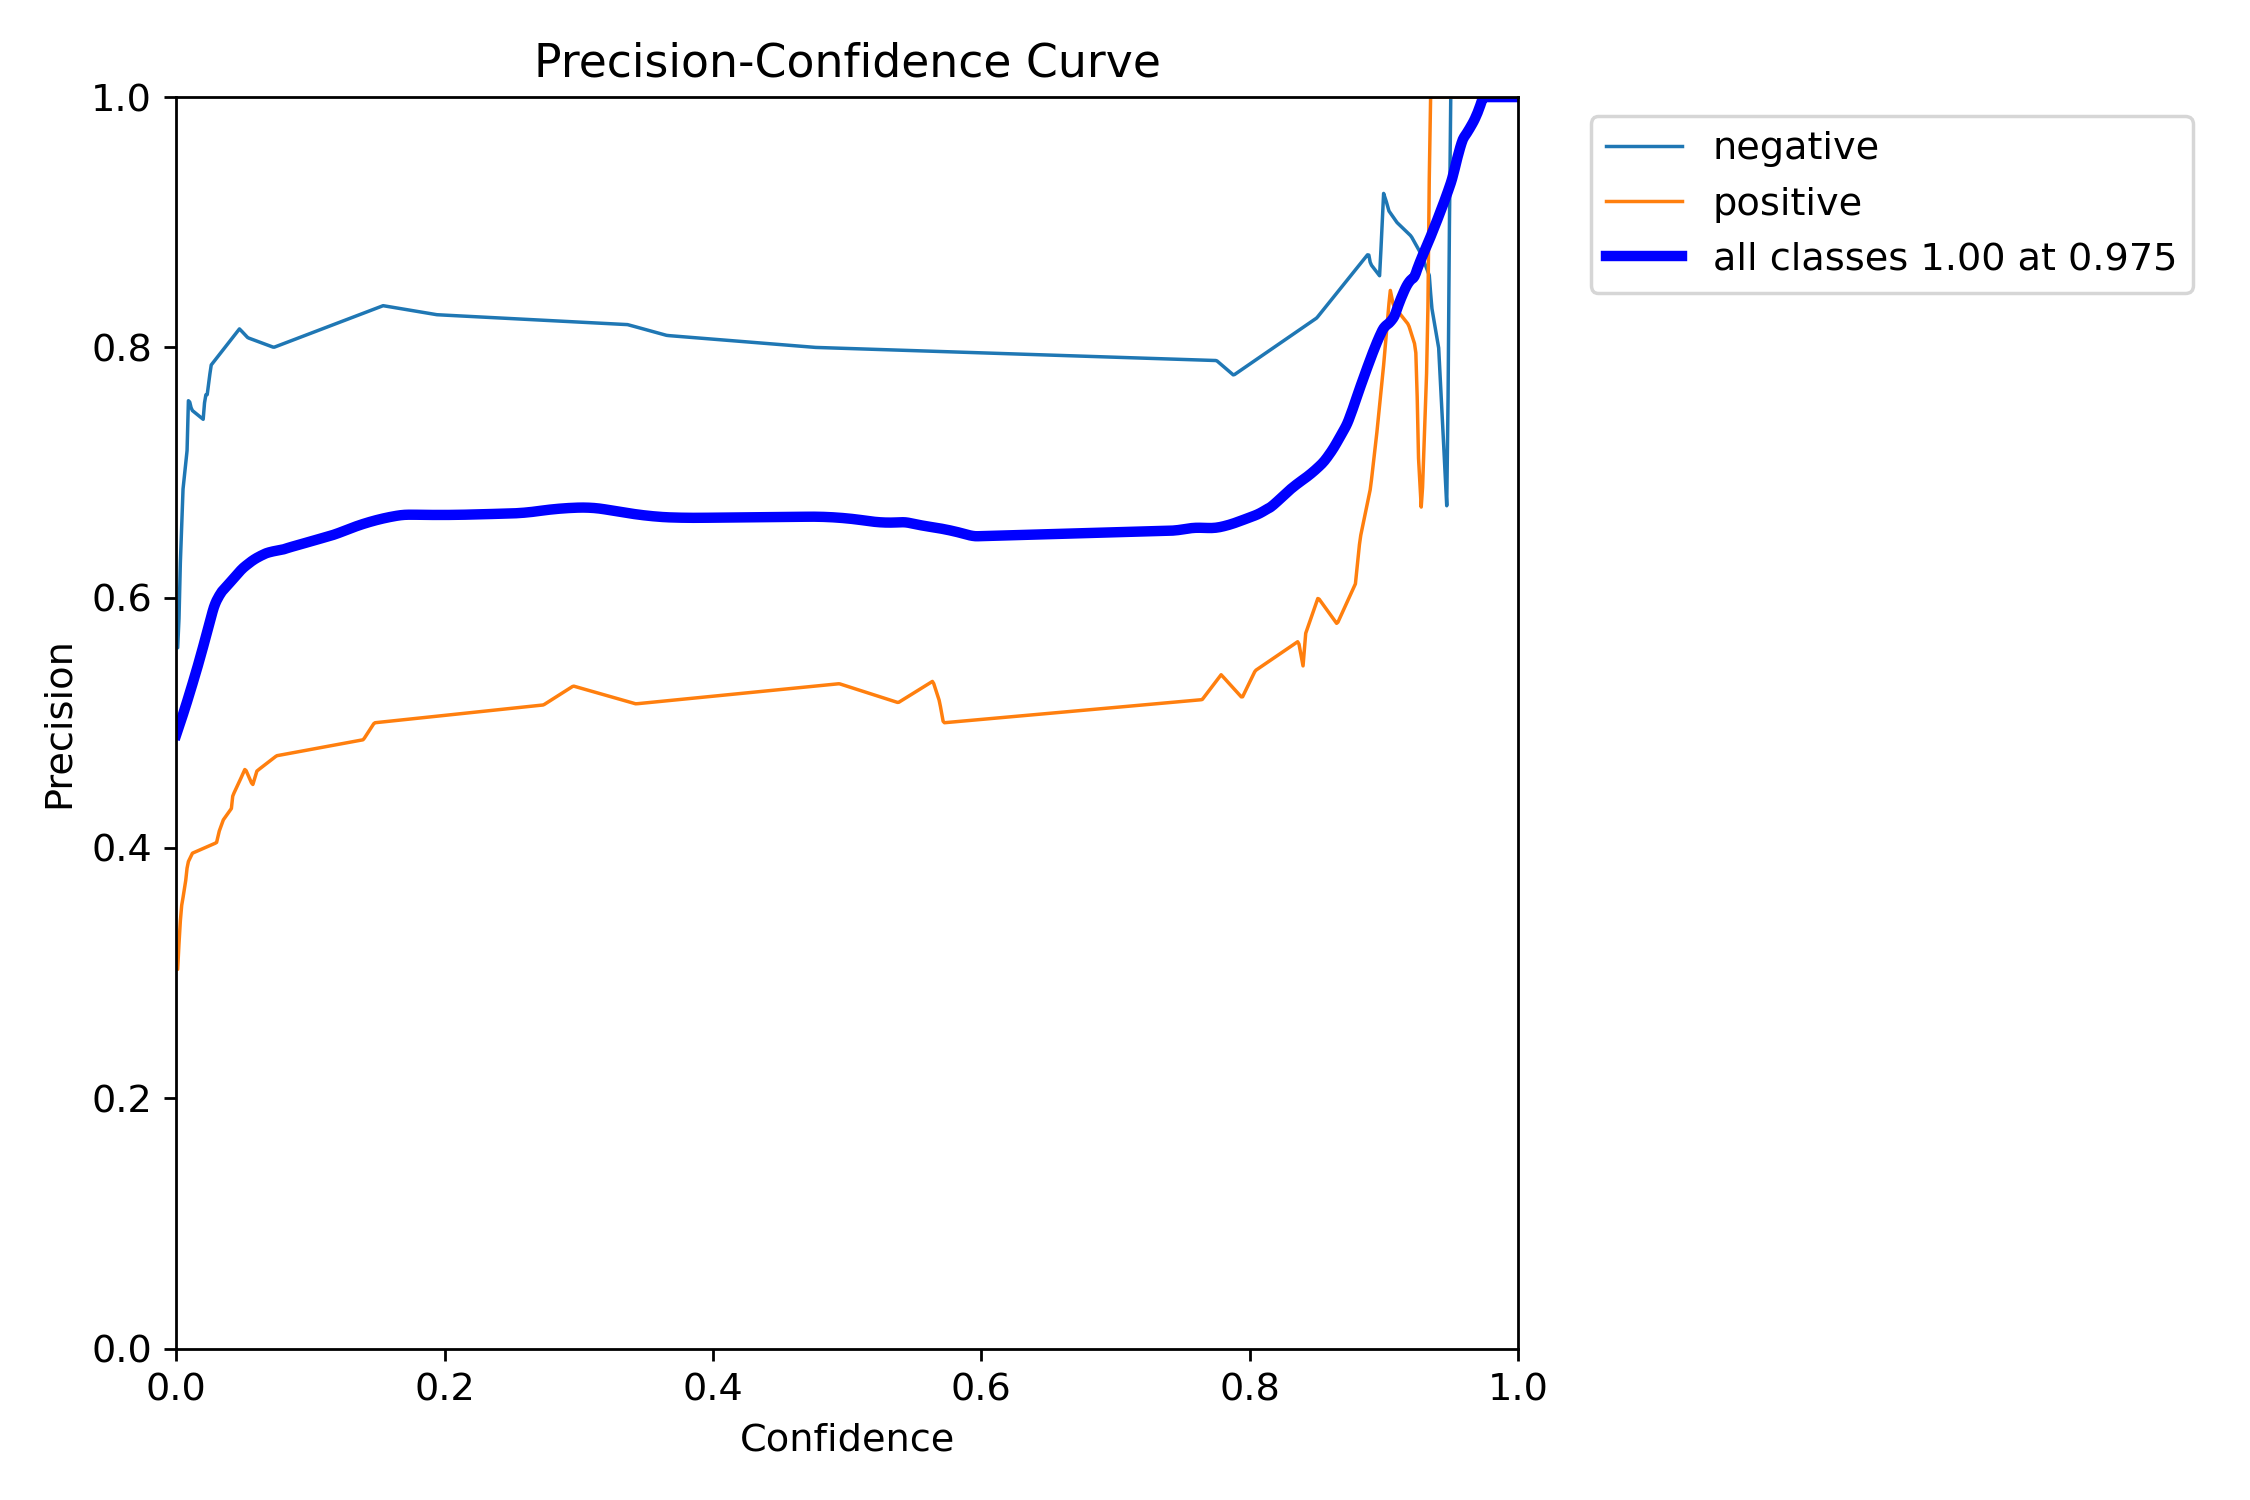 Precision-Confidence Curve
1.0
0.8
0.6
0.4
0.2
0.0
Precision
0.0 0.2 0.4 0.6 0.8 1.0
Confidence
negative
positive
all classes 1.00 at 0.975